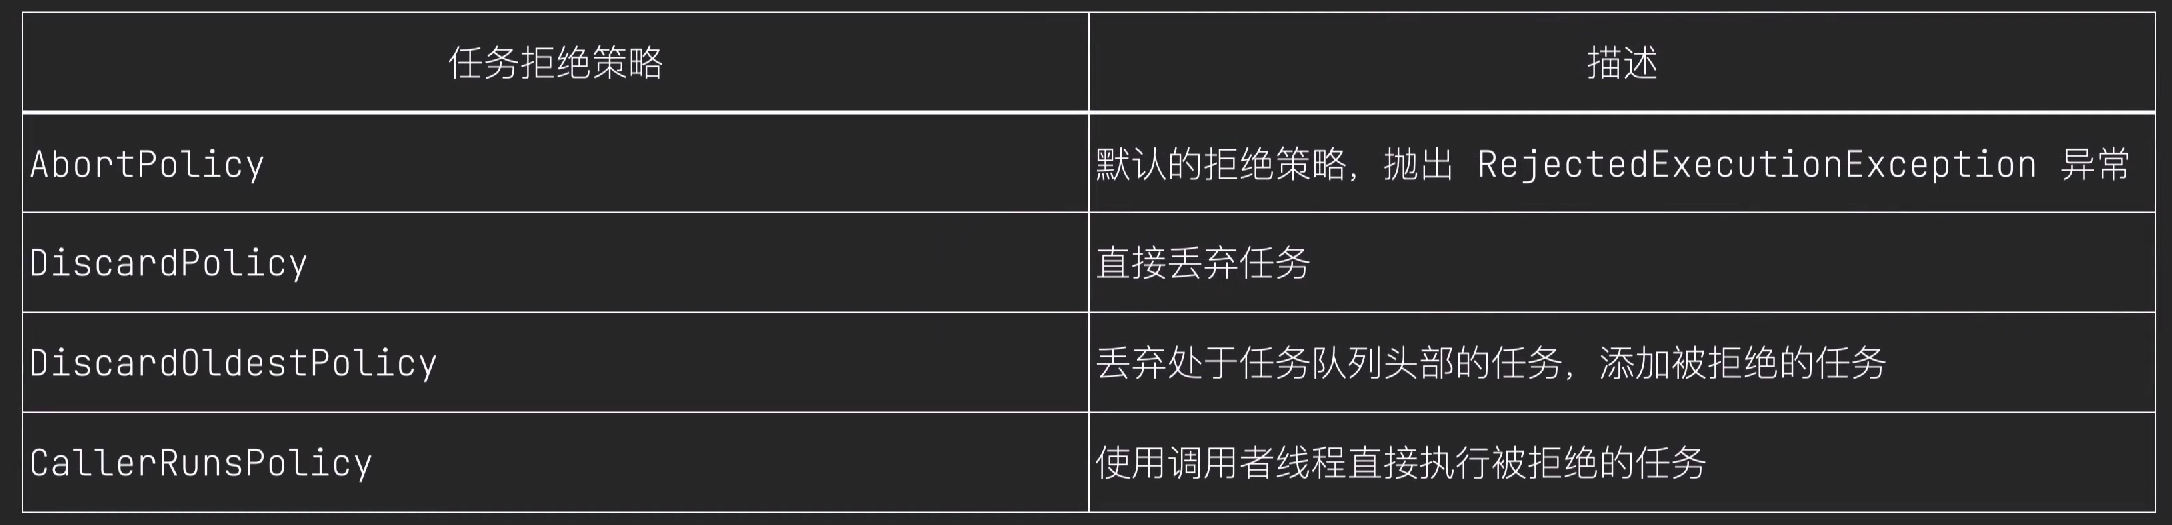 任务拒绝策略
描述
AbortPolicy
默认的拒绝策略，抛出 RejectedExecutionException 异常
DiscardPolicy
直接丢弃任务
DiscardOldestPolicy
丢弃处于任务队列头部的任务，添加被拒绝的任务
CallerRunsPolicy
使用调用者线程直接执行被拒绝的任务